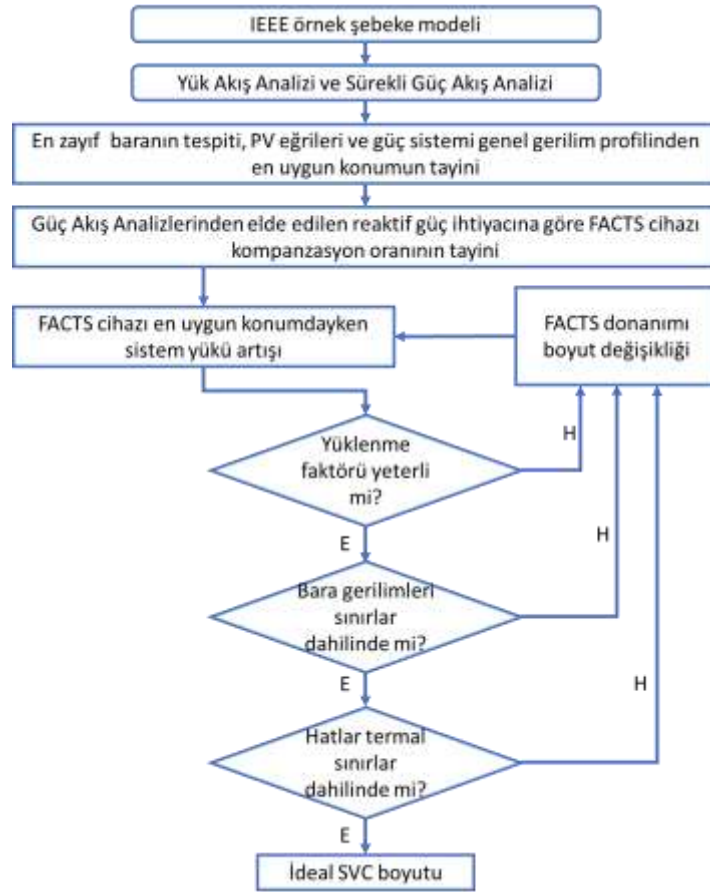 IEEE örnek şebeke modeli
Yük Akış Analizi ve Sürekli Güç Akış Analizi
En zayıf baranın tespiti, PV eğrileri ve güç sistemi genel gerilim profilinden
en uygun konumun tayini
Güç Akış Analizlerinden elde edilen reaktif güç ihtiyacına göre FACTS cihazı
kompanzasyon oranının tayini
FACTS cihazı en uygun konumdayken
sistem yükü artışı
FACTS donanımı
boyut değişikliği
Yüklenme
faktörü yeterli
mi?
H
E
Bara gerilimleri
sınırlar
dahilinde mi?
H
E
Hatlar termal
sınırlar
dahilinde mi?
H
E
İdeal SVC boyutu